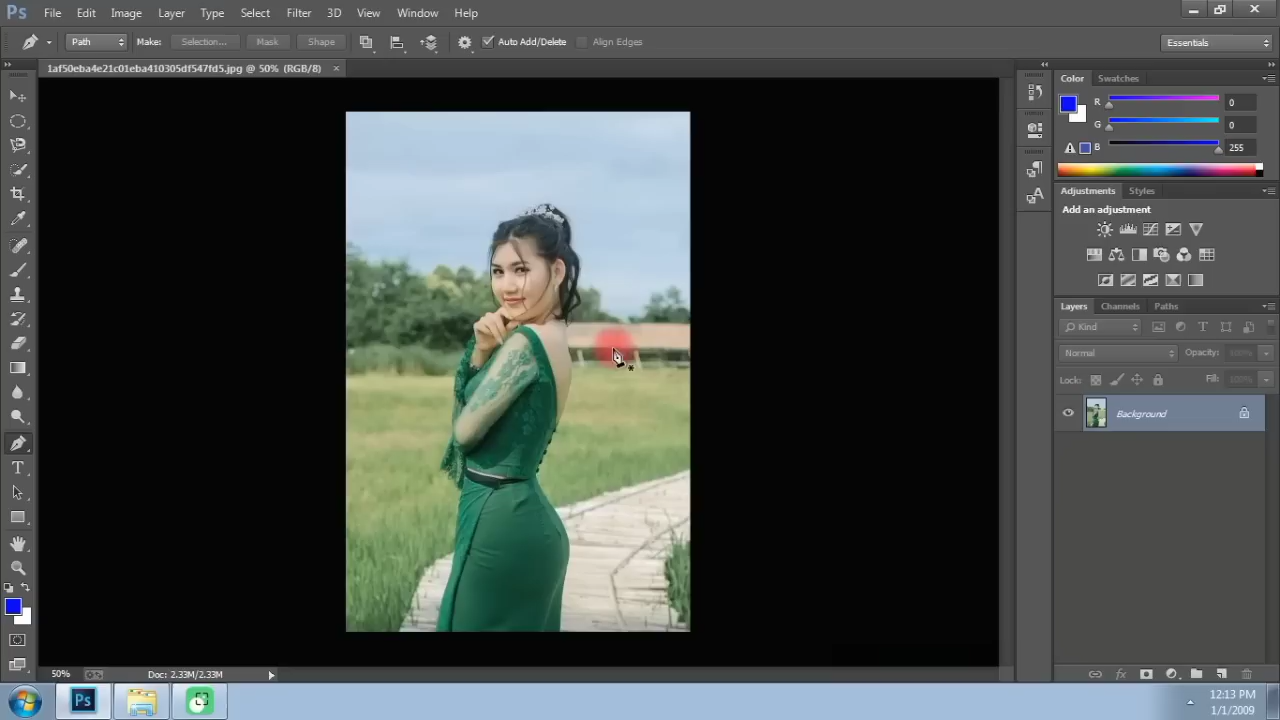 Ps File Edit Image Layer Type Select Filter 3D View Window Help
Path Make: Selection... Mask Shape Auto Add/Delete Align Edges Essentials
1af50eba4e21c01eba410305df547fd5.jpg @ 50% (RGB/8) ×
Color Swatches
R 0
G 0
B 255
Adjustments Styles
Add an adjustment
Layers Channels Paths
Kind
Normal Opacity: 100%
Lock: Fill: 100%
Background
50% Doc: 2.33M/2.33M
Ps 12:13 PM
1/1/2009